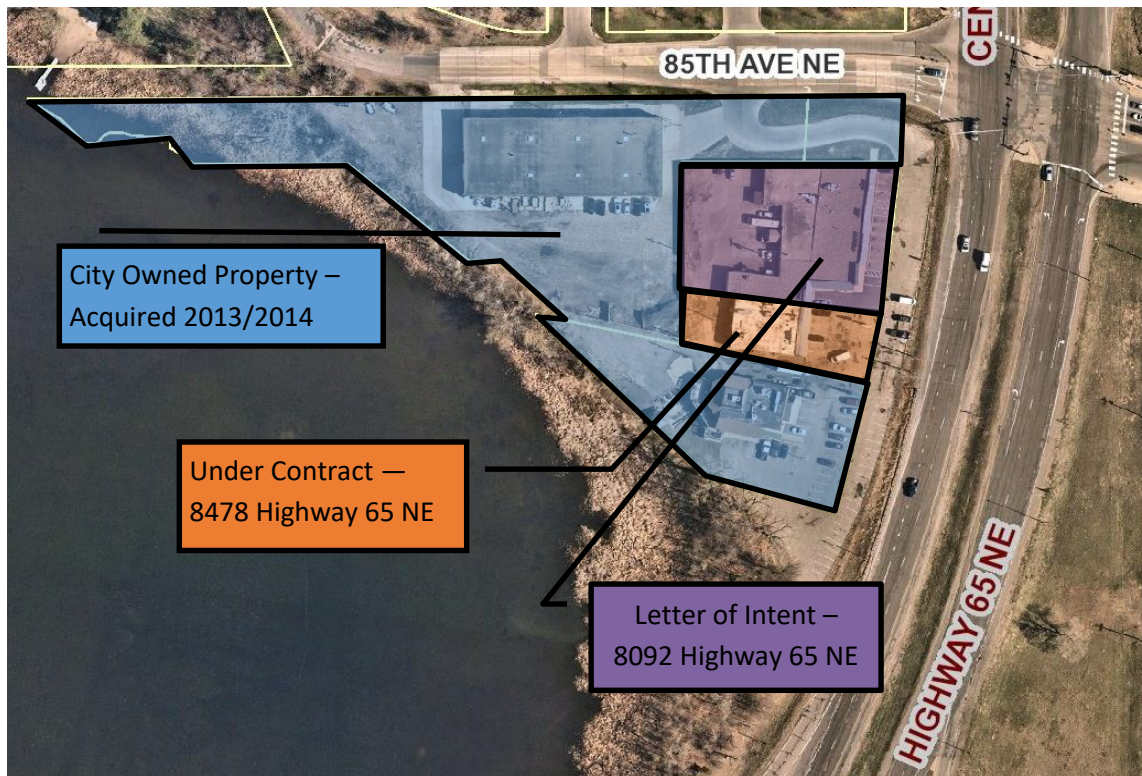 85TH AVE NE
CEN
City Owned Property –
Acquired 2013/2014
Under Contract —
8478 Highway 65 NE
Letter of Intent –
8092 Highway 65 NE
HIGHWAY 65 NE